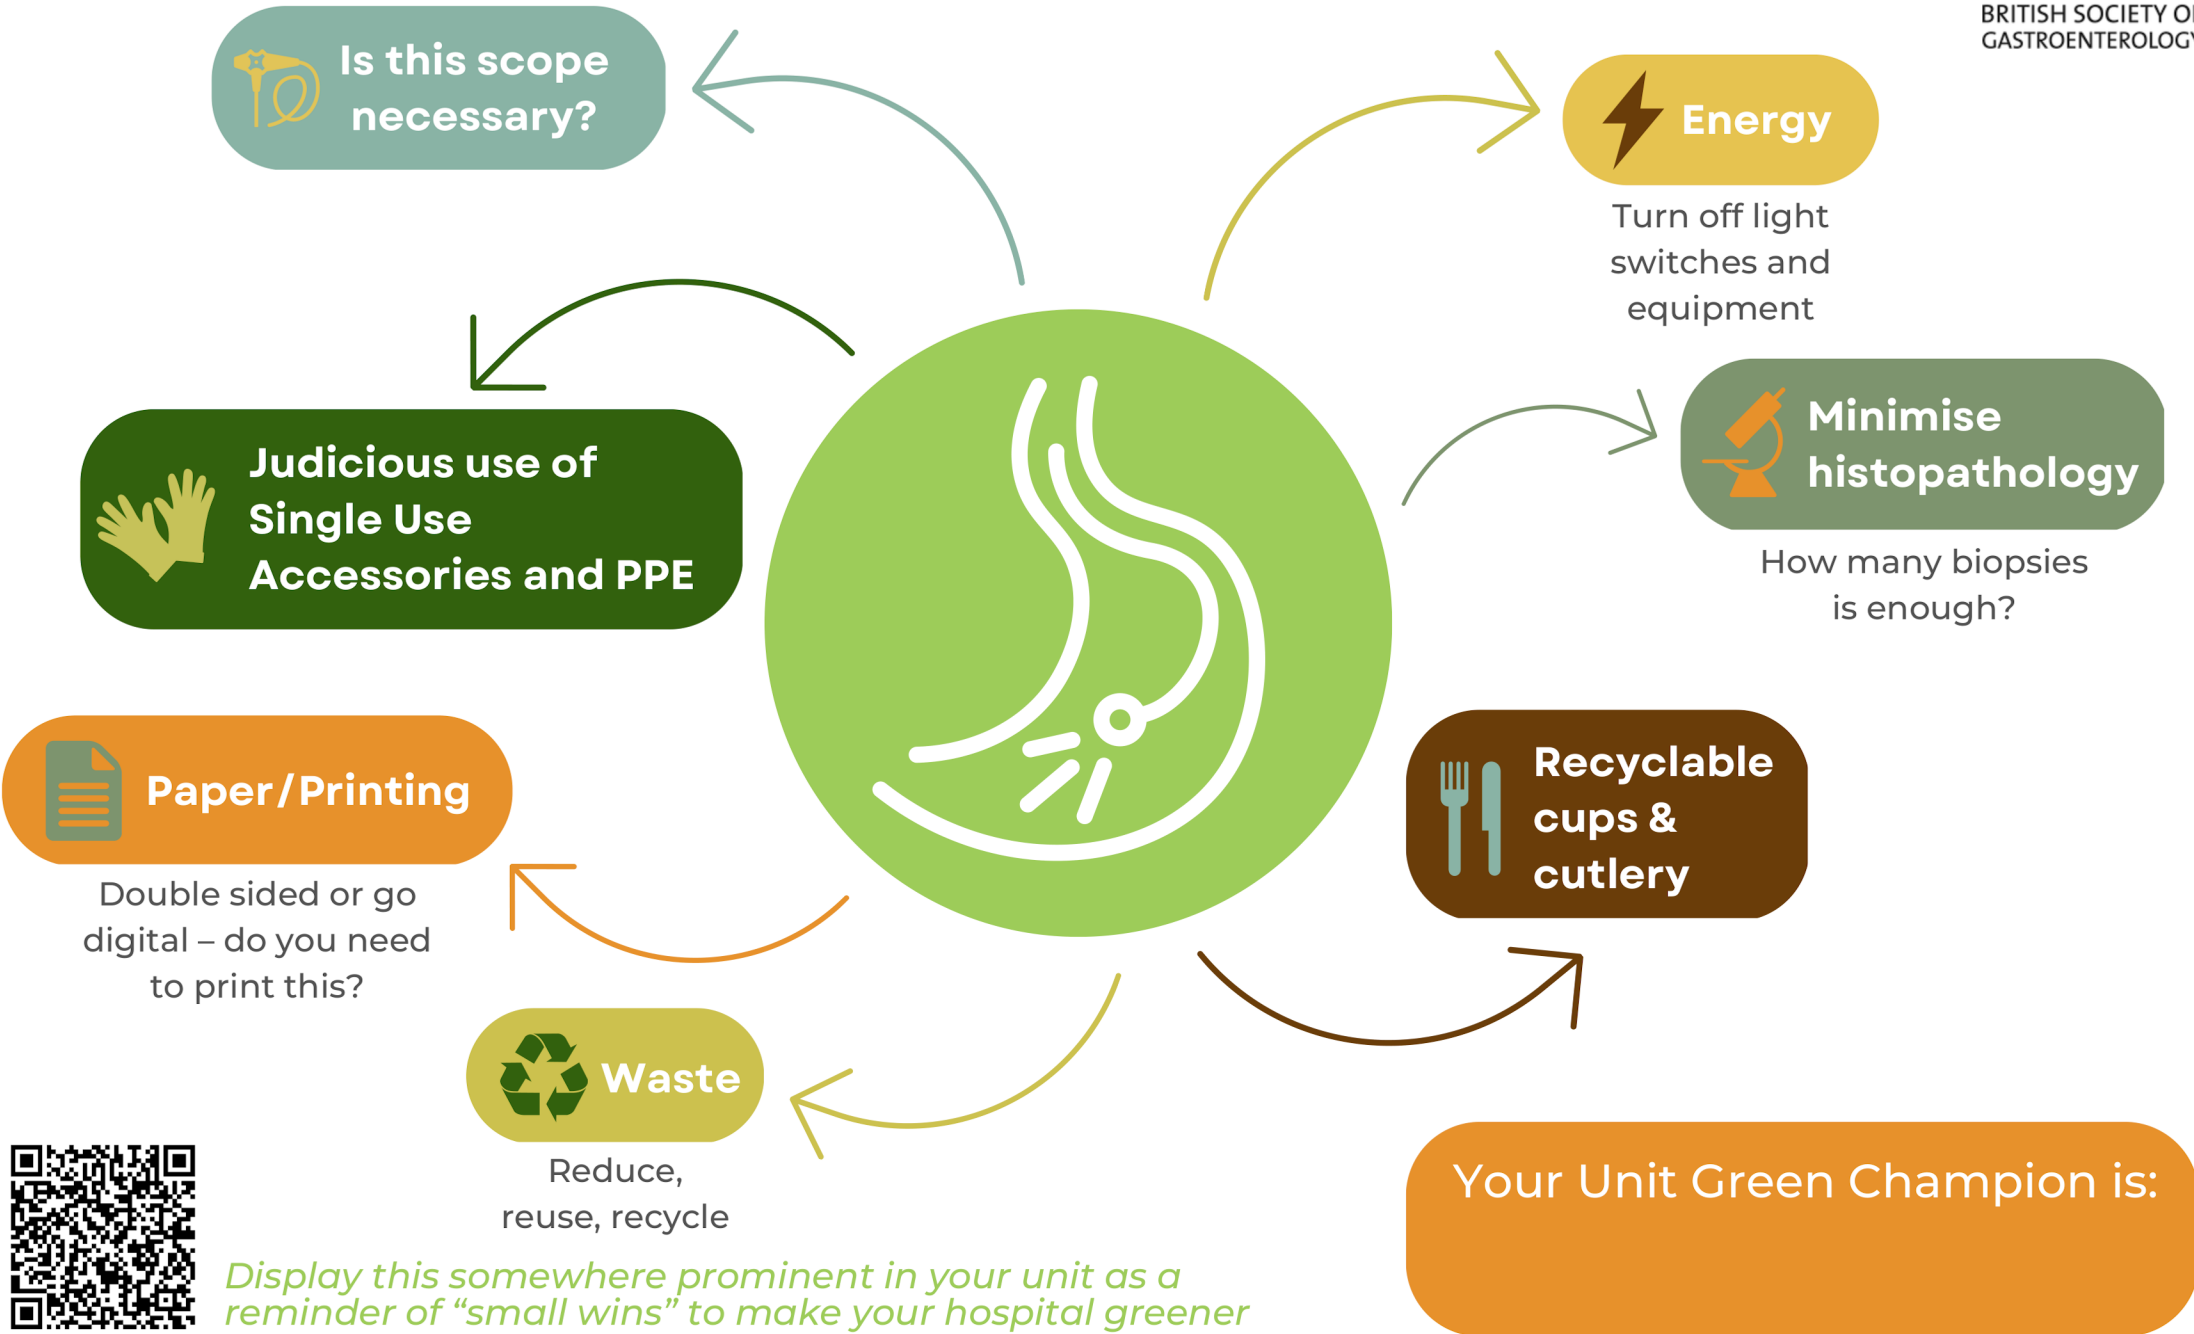 BRITISH SOCIETY OF
GASTROENTEROLOGY
Is this scope
necessary?
Energy
Turn off light
switches and
equipment
Judicious use of
Single Use
Accessories and PPE
Minimise
histopathology
How many biopsies
is enough?
Paper/Printing
Double sided or go
digital – do you need
to print this?
Recyclable
cups &
cutlery
Waste
Reduce,
reuse, recycle
Your Unit Green Champion is:
Display this somewhere prominent in your unit as a
reminder of “small wins” to make your hospital greener